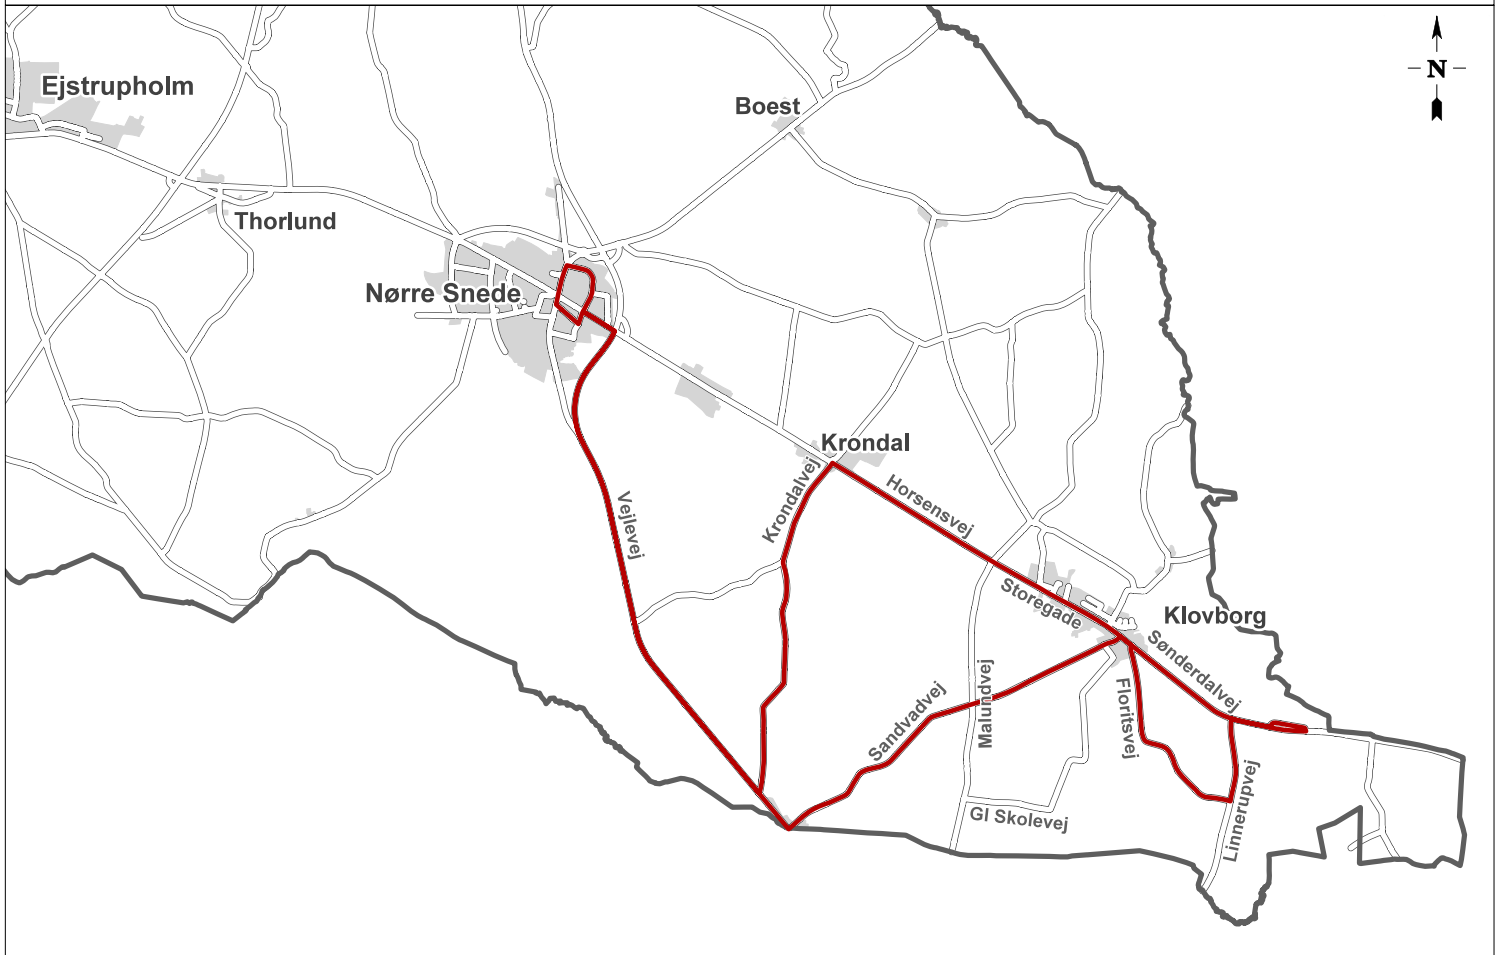 N
Ejstrupholm
Boest
Thorlund
Nørre Snede
Krondal
Krondalvej
Horsensvej
Vejlevej
Storegade
Klovborg
Sønderdalvej
Sandvadvej
Malundvej
Floritsvej
Linnerupvej
Gl Skolevej